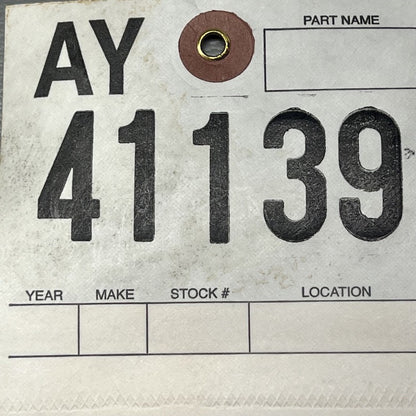 AY
PART NAME
41139
YEAR MAKE STOCK # LOCATION